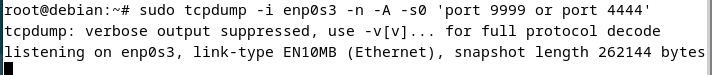 root@debian:~# sudo tcpdump -i enp0s3 -n -A -s0 'port 9999 or port 4444'
tcpdump: verbose output suppressed, use -v[v]... for full protocol decode
listening on enp0s3, link-type EN10MB (Ethernet), snapshot length 262144 bytes